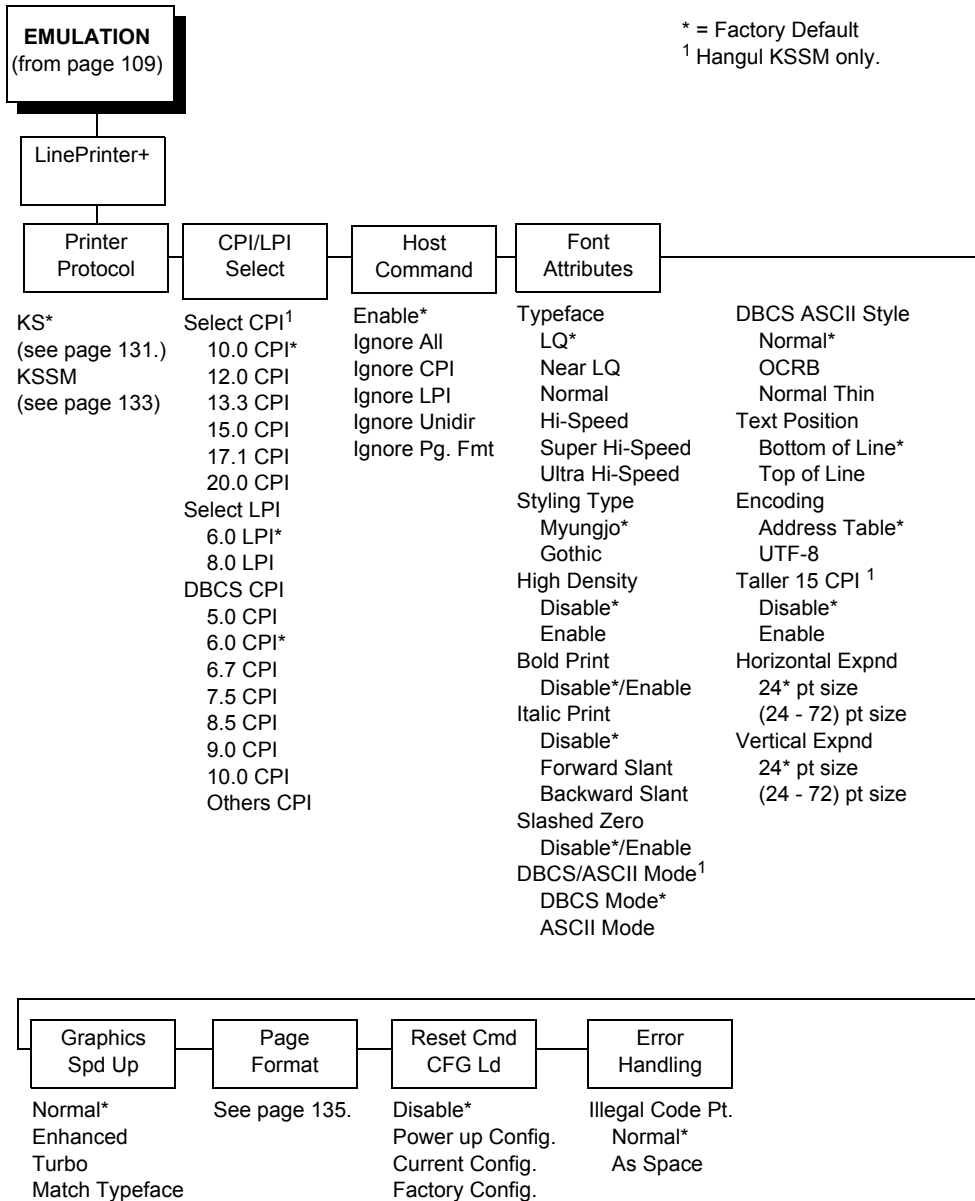 EMULATION
(from page 109)
* = Factory Default
1 Hangul KSSM only.
LinePrinter+
Printer
Protocol
KS*
(see page 131.)
KSSM
(see page 133)
CPI/LPI
Select
Select CPI1
10.0 CPI*
12.0 CPI
13.3 CPI
15.0 CPI
17.1 CPI
20.0 CPI
Select LPI
6.0 LPI*
8.0 LPI
DBCS CPI
5.0 CPI
6.0 CPI*
6.7 CPI
7.5 CPI
8.5 CPI
9.0 CPI
10.0 CPI
Others CPI
Host
Command
Enable*
Ignore All
Ignore CPI
Ignore LPI
Ignore Unidir
Ignore Pg. Fmt
Font
Attributes
Typeface
LQ*
Near LQ
Normal
Hi-Speed
Super Hi-Speed
Ultra Hi-Speed
Styling Type
Myungjo*
Gothic
High Density
Disable*
Enable
Bold Print
Disable*/Enable
Italic Print
Disable*
Forward Slant
Backward Slant
Slashed Zero
Disable*/Enable
DBCS/ASCII Mode1
DBCS Mode*
ASCII Mode
DBCS ASCII Style
Normal*
OCRB
Normal Thin
Text Position
Bottom of Line*
Top of Line
Encoding
Address Table*
UTF-8
Taller 15 CPI 1
Disable*
Enable
Horizontal Expnd
24* pt size
(24 - 72) pt size
Vertical Expnd
24* pt size
(24 - 72) pt size
Graphics
Spd Up
Normal*
Enhanced
Turbo
Match Typeface
Page
Format
See page 135.
Reset Cmd
CFG Ld
Disable*
Power up Config.
Current Config.
Factory Config.
Error
Handling
Illegal Code Pt.
Normal*
As Space